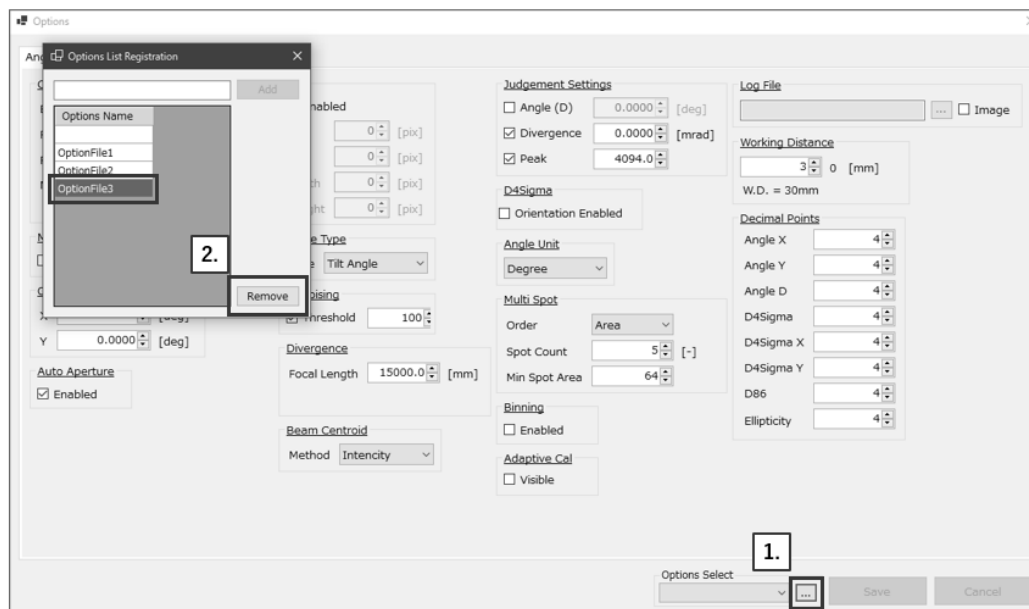 Options
Options List Registration
Add
Options Name
OptionFile1
OptionFile2
OptionFile3
2.
Remove
0 [pix]
0 [pix]
0 [pix]
0 [pix]
Tilt Angle
Threshold 100
X [deg]
Y 0.0000 [deg]
Auto Aperture
Enabled
Divergence
Focal Length 15000.0 [mm]
Beam Centroid
Method Intencity
Judgement Settings
Angle (D) 0.0000 [deg]
Divergence 0.0000 [mrad]
Peak 4094.0
D4Sigma
Orientation Enabled
Angle Unit
Degree
Multi Spot
Order Area
Spot Count 5 [-]
Min Spot Area 64
Binning
Enabled
Adaptive Cal
Visible
Log File
... Image
Working Distance
3 0 [mm]
W.D. = 30mm
Decimal Points
Angle X 4
Angle Y 4
Angle D 4
D4Sigma 4
D4Sigma X 4
D4Sigma Y 4
D86 4
Ellipticity 4
1.
Options Select
... Save Cancel